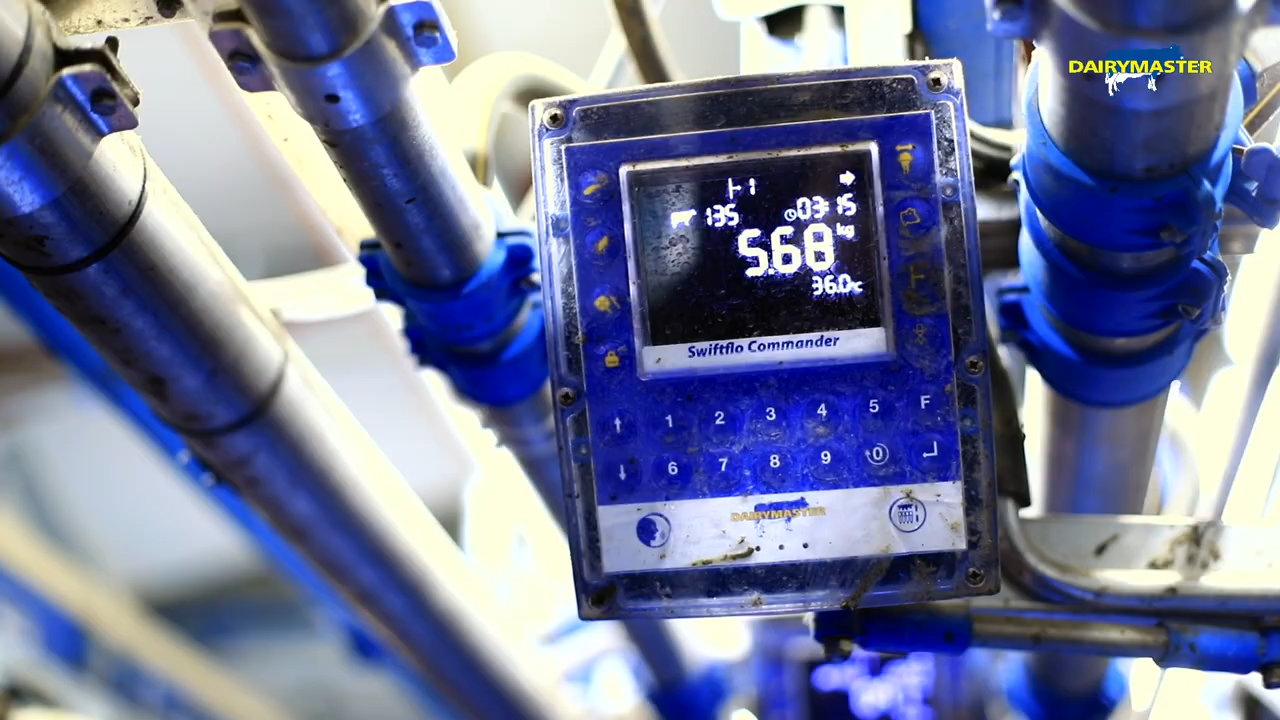 DAIRYMASTER
1
135 03:15
5.68 kg
36.0c
Swiftflo Commander
1 2 3 4 5 F
6 7 8 9 0
DAIRYMASTER